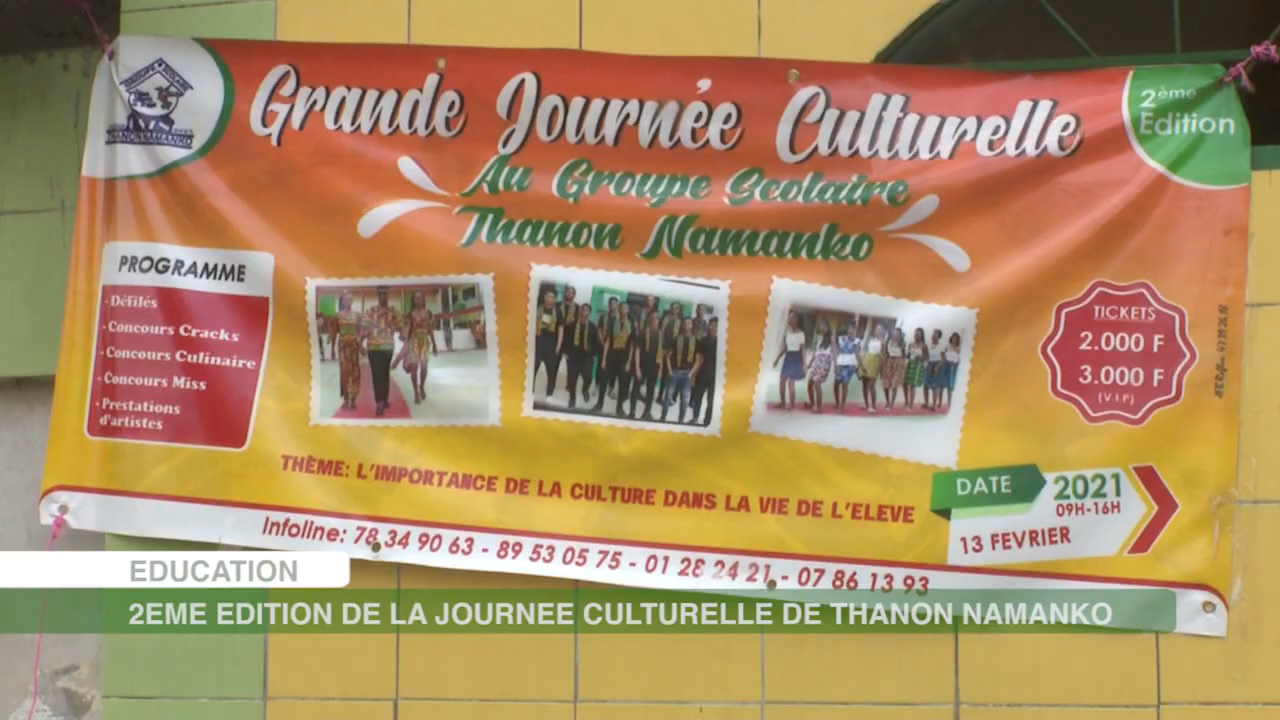 Grande Journée Culturelle
2ème
Edition
Au Groupe Scolaire
Thanon Namanko
THANON NAMANKO
PROGRAMME
- Défilés
- Concours Cracks
- Concours Culinaire
- Concours Miss
- Prestations
d'artistes
TICKETS
2.000 F
3.000 F
(V.I.P)
THÈME: L'IMPORTANCE DE LA CULTURE DANS LA VIE DE L'ELEVE
DATE
2021
09H-16H
13 FEVRIER
Infoline: 78 34 90 63 - 89 53 05 75 - 01 28 24 21 - 07 86 13 93
EDUCATION
2EME EDITION DE LA JOURNEE CULTURELLE DE THANON NAMANKO